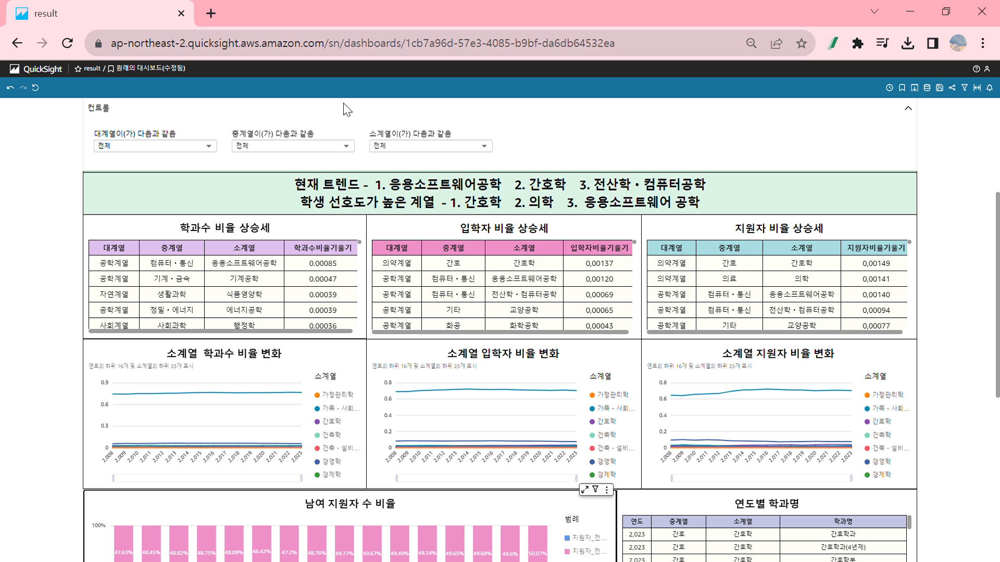 result
ap-northeast-2.quicksight.aws.amazon.com/sn/dashboards/1cb7a96d-57e3-4085-b9bf-da6db64532ea
QuickSight result / 원래의 대시보드(수정됨)
컨트롤
대계열이(가) 다음과 같음 중계열이(가) 다음과 같음 소계열이(가) 다음과 같음
전체 전체 전체
현재 트렌드 - 1. 응용소프트웨어공학 2. 간호학 3. 전산학・컴퓨터공학
학생 선호도가 높은 계열 - 1. 간호학 2. 의학 3. 응용소프트웨어 공학
학과수 비율 상승세
대계열 중계열 소계열 학과수비율기울기
공학계열 컴퓨터・통신 응용소프트웨어공학 0.00085
공학계열 기계・금속 기계공학 0.00047
자연계열 생활과학 식품영양학 0.00039
공학계열 정밀・에너지 에너지공학 0.00039
사회계열 사회과학 행정학 0.00036
입학자 비율 상승세
대계열 중계열 소계열 입학자비율기울기
의약계열 간호 간호학 0,00137
공학계열 컴퓨터・통신 응용소프트웨어공학 0,00120
공학계열 컴퓨터・통신 전산학・컴퓨터공학 0,00069
공학계열 기타 교양공학 0,00065
공학계열 화공 화학공학 0,00043
지원자 비율 상승세
대계열 중계열 소계열 지원자비율기울기
의약계열 간호 간호학 0,00149
의약계열 의료 의학 0,00141
공학계열 컴퓨터・통신 응용소프트웨어공학 0,00140
공학계열 컴퓨터・통신 전산학・컴퓨터공학 0,00094
공학계열 기타 교양공학 0,00077
소계열 학과수 비율 변화
연도의 하위 16개 및 소계열의 하위 25개 표시
0.9
0.6
0.3
0
2,008 2,009 2,010 2,011 2,012 2,013 2,014 2,015 2,016 2,017 2,018 2,019 2,020 2,021 2,022 2,023
소계열
가정관리학
가족・사회...
간호학
건축학
건축・설비...
경영학
경제학
소계열 입학자 비율 변화
연도의 하위 16개 및 소계열의 하위 25개 표시
0.8
0.6
0.4
0.2
0
2,008 2,009 2,010 2,011 2,012 2,013 2,014 2,015 2,016 2,017 2,018 2,019 2,020 2,021 2,022 2,023
소계열
가정관리학
가족・사회...
간호학
건축학
건축・설비...
경영학
경제학
소계열 지원자 비율 변화
연도의 하위 16개 및 소계열의 하위 25개 표시
0.8
0.6
0.4
0.2
0
2,008 2,009 2,010 2,011 2,012 2,013 2,014 2,015 2,016 2,017 2,018 2,019 2,020 2,021 2,022 2,023
소계열
가정관리학
가족・사회...
간호학
건축학
건축・설비...
경영학
경제학
남여 지원자 수 비율
100%
47.63% 48.45% 48.82% 48.75% 48.09% 46.42% 47.2% 48.76% 49.77% 49.67% 49.49% 49.24% 49.65% 49.68% 49.6% 50.07%
범례
지원자_전...
지원자_전...
연도별 학과명
연도 중계열 소계열 학과명
2,023 간호 간호학 간호학과
2,023 간호 간호학 간호학과(4년제)
2,023 간호 간호학 간호학부